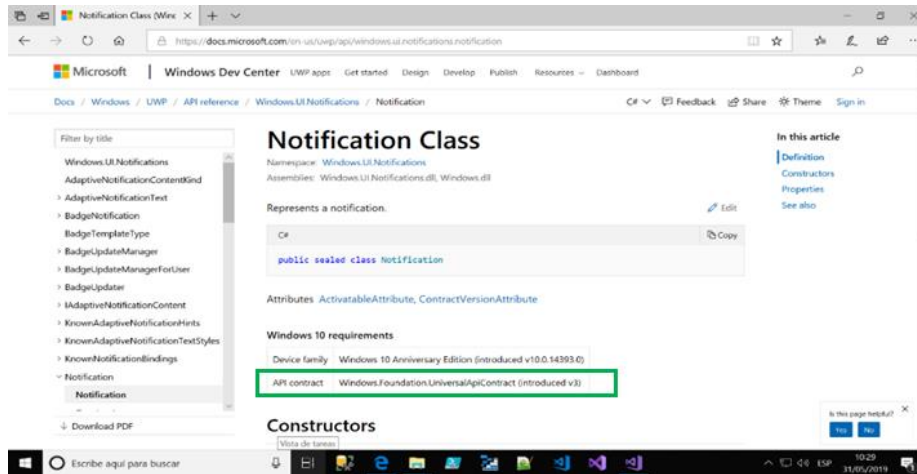 Notification Class (Winc
https://docs.microsoft.com/en-us/uwp/api/windows.ui.notifications.notification
Microsoft | Windows Dev Center UWP apps Get started Design Develop Publish Resources Dashboard
Docs / Windows / UWP / API reference / Windows.UI.Notifications / Notification C# Feedback Share Theme Sign in
Filter by title
Windows.UI.Notifications
AdaptiveNotificationContentKind
AdaptiveNotificationText
BadgeNotification
BadgeTemplateType
BadgeUpdateManager
BadgeUpdateManagerForUser
BadgeUpdater
IAdaptiveNotificationContent
KnownAdaptiveNotificationHints
KnownAdaptiveNotificationTextStyles
KnownNotificationBindings
Notification
Notification
Download PDF
Notification Class
Namespace: Windows.UI.Notifications
Assemblies: Windows.UI.Notifications.dll, Windows.dll
Represents a notification.
Edit
C# Copy
public sealed class Notification
Attributes ActivatableAttribute, ContractVersionAttribute
Windows 10 requirements
Device family Windows 10 Anniversary Edition (introduced v10.0.14393.0)
API contract Windows.Foundation.UniversalApiContract (introduced v3)
Constructors
Vista de tareas
In this article
Definition
Constructors
Properties
See also
Is this page helpful?
Yes No
Escribe aquí para buscar
ESP
10:29
31/05/2019